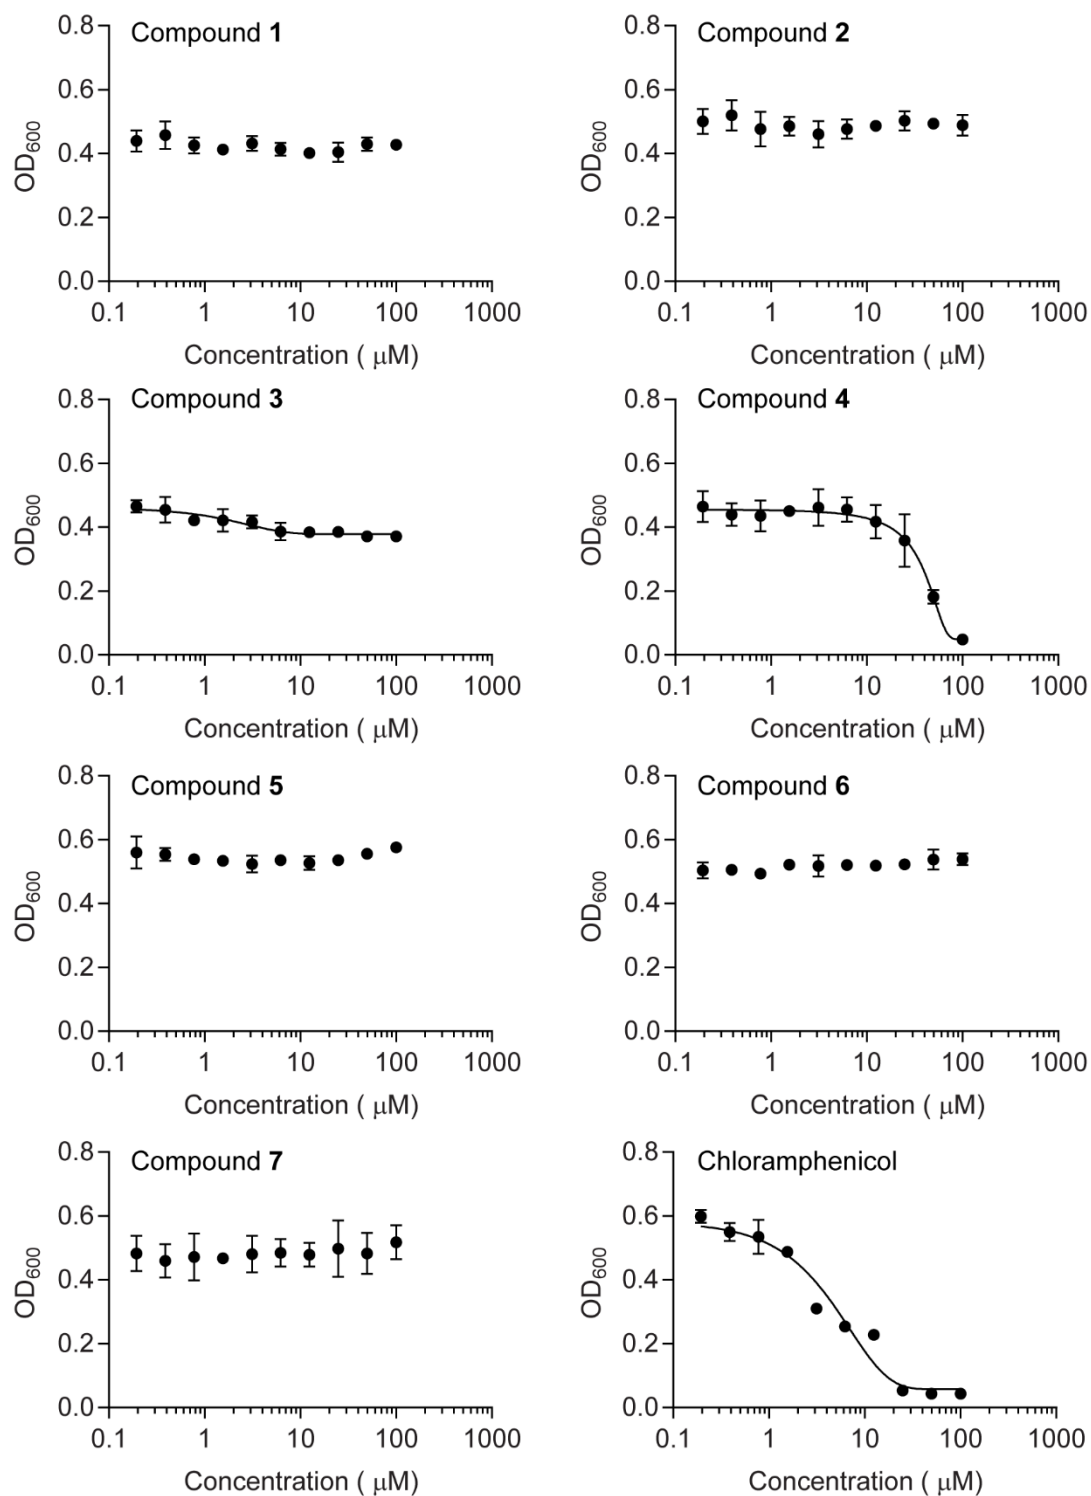 Compound 1
0.8
0.6
0.4
0.2
0.0
OD600
0.1 1 10 100 1000
Concentration ( μM)
Compound 2
0.8
0.6
0.4
0.2
0.0
OD600
0.1 1 10 100 1000
Concentration ( μM)
Compound 3
0.8
0.6
0.4
0.2
0.0
OD600
0.1 1 10 100 1000
Concentration ( μM)
Compound 4
0.8
0.6
0.4
0.2
0.0
OD600
0.1 1 10 100 1000
Concentration ( μM)
Compound 5
0.8
0.6
0.4
0.2
0.0
OD600
0.1 1 10 100 1000
Concentration ( μM)
Compound 6
0.8
0.6
0.4
0.2
0.0
OD600
0.1 1 10 100 1000
Concentration ( μM)
Compound 7
0.8
0.6
0.4
0.2
0.0
OD600
0.1 1 10 100 1000
Concentration ( μM)
Chloramphenicol
0.8
0.6
0.4
0.2
0.0
OD600
0.1 1 10 100 1000
Concentration ( μM)